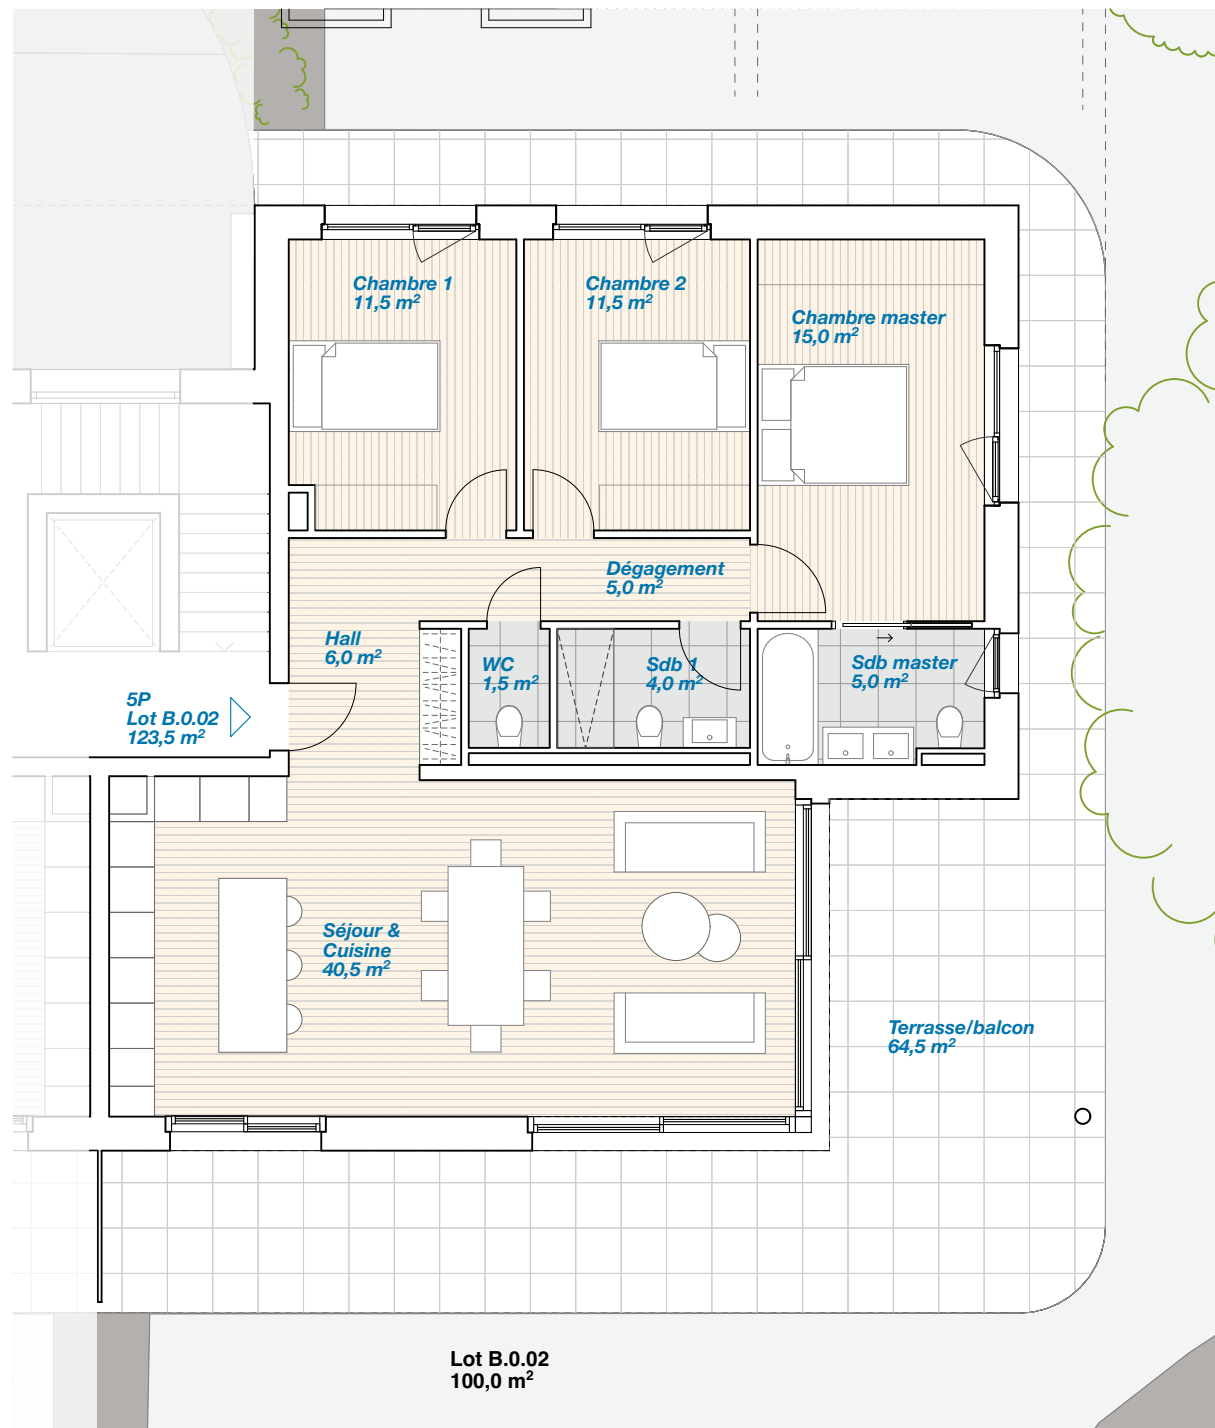 Chambre 1
11,5 m²
Chambre 2
11,5 m²
Chambre master
15,0 m²
Dégagement
5,0 m²
Hall
6,0 m²
WC
1,5 m²
Sdb 1
4,0 m²
Sdb master
5,0 m²
5P
Lot B.0.02
123,5 m²
Séjour &
Cuisine
40,5 m²
Terrasse/balcon
64,5 m²
Lot B.0.02
100,0 m²